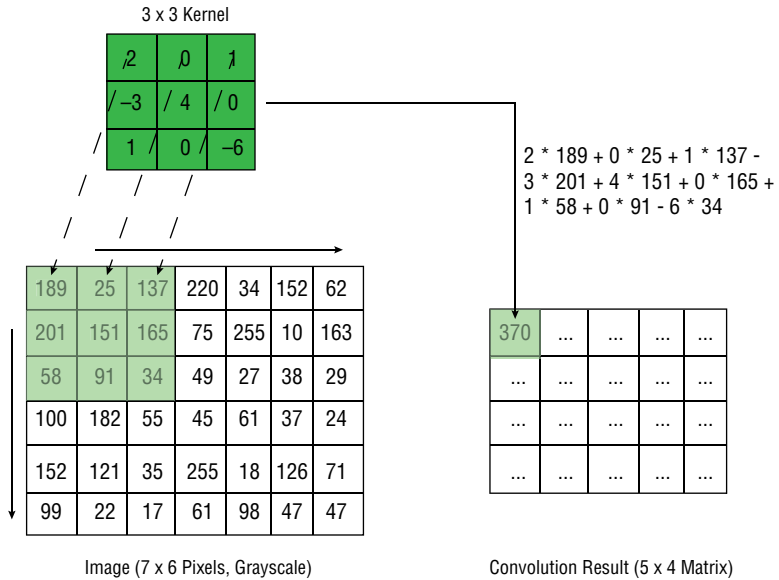 3 x 3 Kernel
2 0 1
–3 4 0
1 0 –6
2 * 189 + 0 * 25 + 1 * 137 -
3 * 201 + 4 * 151 + 0 * 165 +
1 * 58 + 0 * 91 - 6 * 34
189 25 137 220 34 152 62
201 151 165 75 255 10 163
58 91 34 49 27 38 29
100 182 55 45 61 37 24
152 121 35 255 18 126 71
99 22 17 61 98 47 47
370 ... ... ... ...
... ... ... ... ...
... ... ... ... ...
... ... ... ... ...
Image (7 x 6 Pixels, Grayscale)
Convolution Result (5 x 4 Matrix)